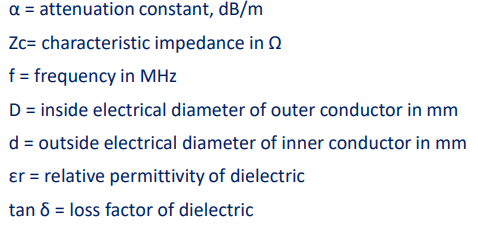 α = attenuation constant, dB/m
Zc= characteristic impedance in Ω
f = frequency in MHz
D = inside electrical diameter of outer conductor in mm
d = outside electrical diameter of inner conductor in mm
εr = relative permittivity of dielectric
tan δ = loss factor of dielectric